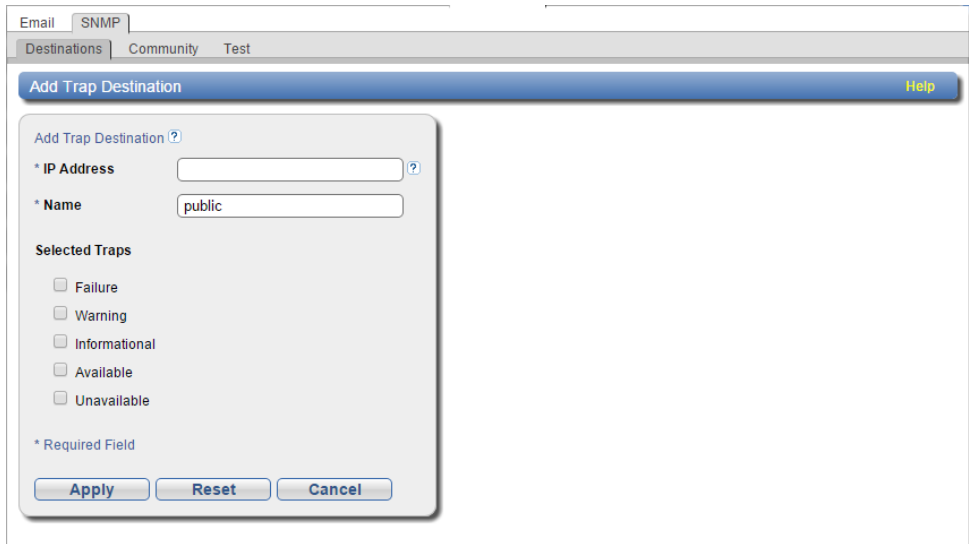 Email SNMP
Destinations Community Test
Add Trap Destination Help
Add Trap Destination ?
* IP Address ?
* Name public
Selected Traps
Failure
Warning
Informational
Available
Unavailable
* Required Field
Apply Reset Cancel